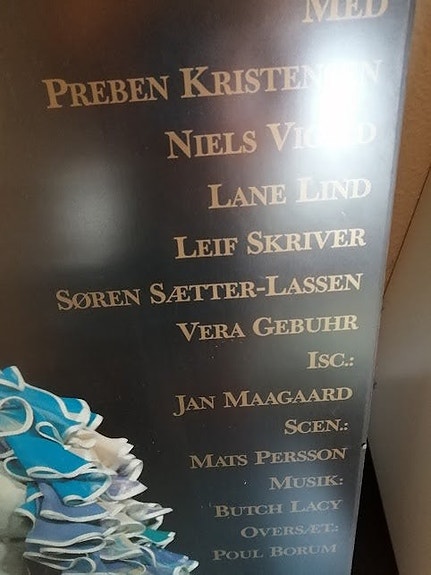 MED
PREBEN KRISTENSEN
NIELS
LANE LIND
LEIF SKRIVER
SØREN SÆTTER-LASSEN
VERA GEBUHR
ISC.:
JAN MAAGAARD
SCEN.:
MATS PERSSON
MUSIK:
BUTCH LACY
OVERSÆT.:
POUL BORUM